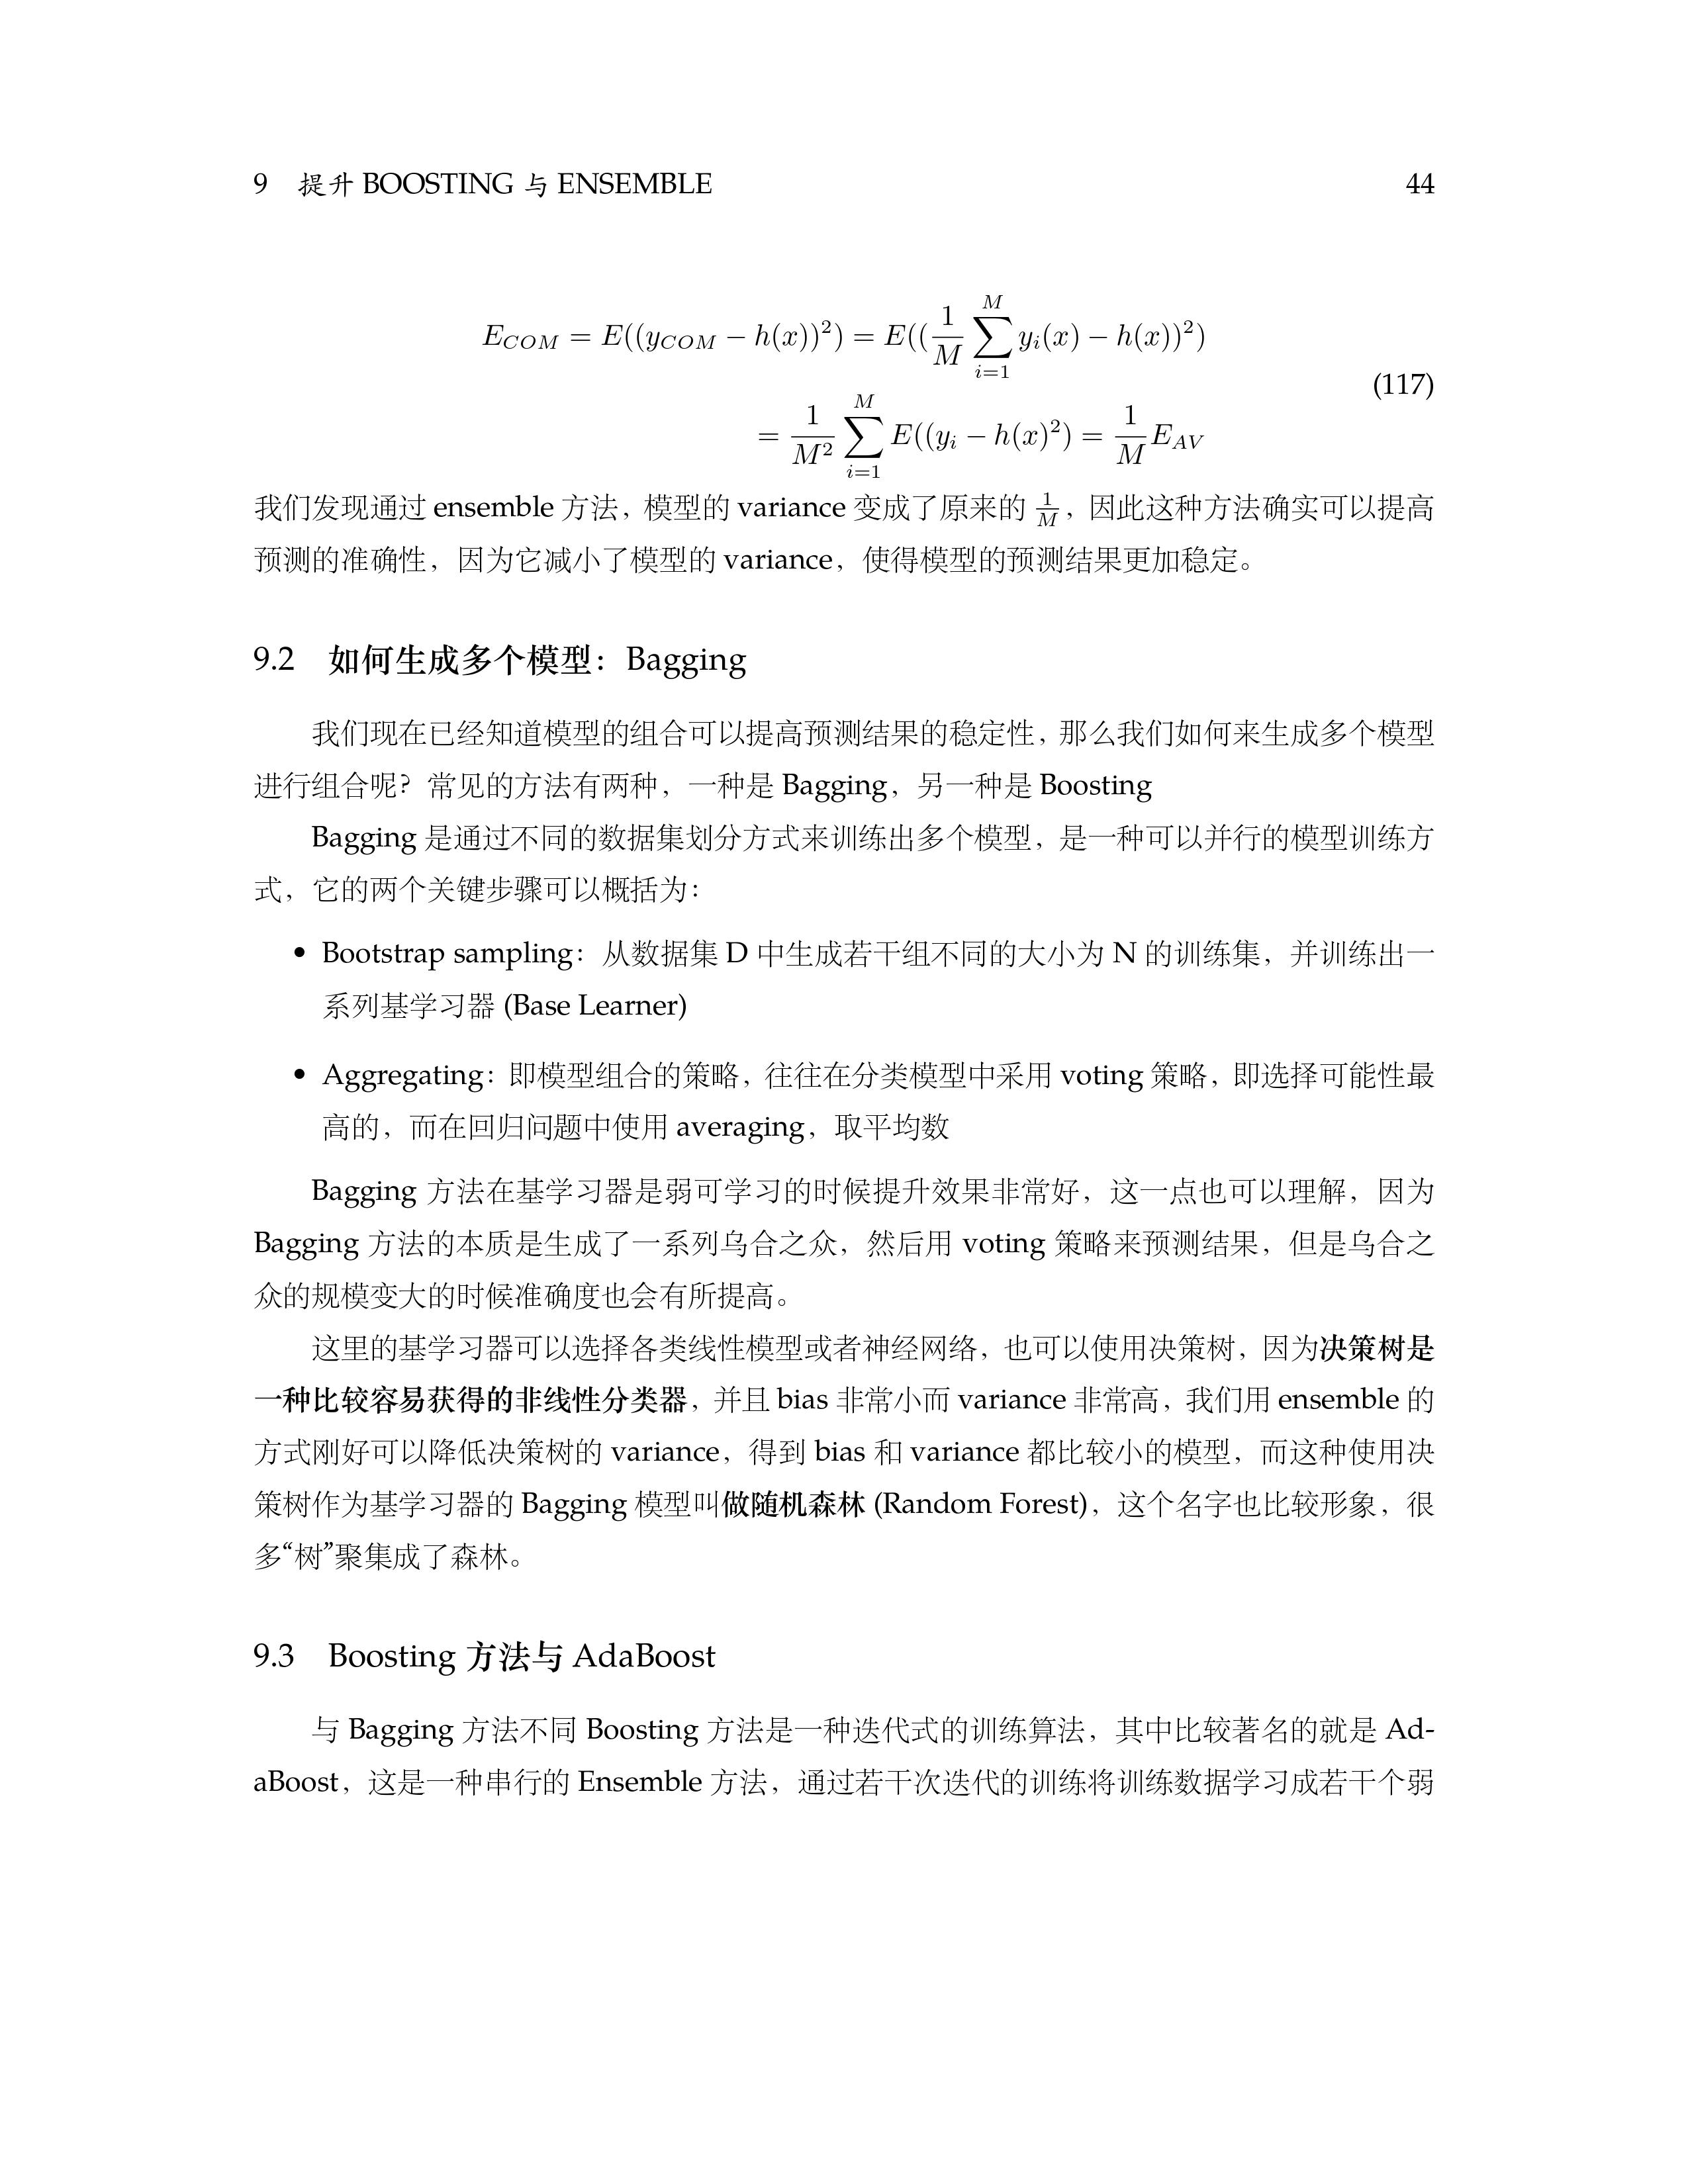 9 提升 BOOSTING 与 ENSEMBLE 44
E_{COM} = E((y_{COM} − h(x))^2) = E((\frac{1}{M} \sum_{i=1}^{M} y_i(x) − h(x))^2)
(117)
= \frac{1}{M^2} \sum_{i=1}^{M} E((y_i − h(x)^2) = \frac{1}{M} E_{AV}
我们发现通过 ensemble 方法，模型的 variance 变成了原来的 \frac{1}{M}，因此这种方法确实可以提高
预测的准确性，因为它减小了模型的 variance，使得模型的预测结果更加稳定。
9.2 如何生成多个模型：Bagging
我们现在已经知道模型的组合可以提高预测结果的稳定性，那么我们如何来生成多个模型
进行组合呢？常见的方法有两种，一种是 Bagging，另一种是 Boosting
Bagging 是通过不同的数据集划分方式来训练出多个模型，是一种可以并行的模型训练方
式，它的两个关键步骤可以概括为：
• Bootstrap sampling：从数据集 D 中生成若干组不同的大小为 N 的训练集，并训练出一
系列基学习器 (Base Learner)
• Aggregating：即模型组合的策略，往往在分类模型中采用 voting 策略，即选择可能性最
高的，而在回归问题中使用 averaging，取平均数
Bagging 方法在基学习器是弱可学习的时候提升效果非常好，这一点也可以理解，因为
Bagging 方法的本质是生成了一系列乌合之众，然后用 voting 策略来预测结果，但是乌合之
众的规模变大的时候准确度也会有所提高。
这里的基学习器可以选择各类线性模型或者神经网络，也可以使用决策树，因为决策树是
一种比较容易获得的非线性分类器，并且 bias 非常小而 variance 非常高，我们用 ensemble 的
方式刚好可以降低决策树的 variance，得到 bias 和 variance 都比较小的模型，而这种使用决
策树作为基学习器的 Bagging 模型叫做随机森林 (Random Forest)，这个名字也比较形象，很
多“树”聚集成了森林。
9.3 Boosting 方法与 AdaBoost
与 Bagging 方法不同 Boosting 方法是一种迭代式的训练算法，其中比较著名的就是 Ad-
aBoost，这是一种串行的 Ensemble 方法，通过若干次迭代的训练将训练数据学习成若干个弱